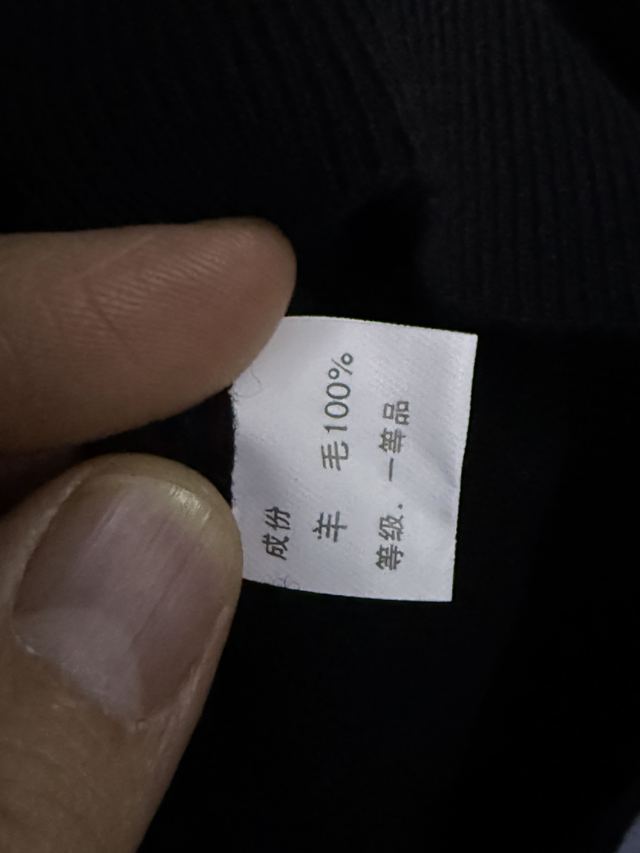 成份
羊 毛100%
等级．一等品